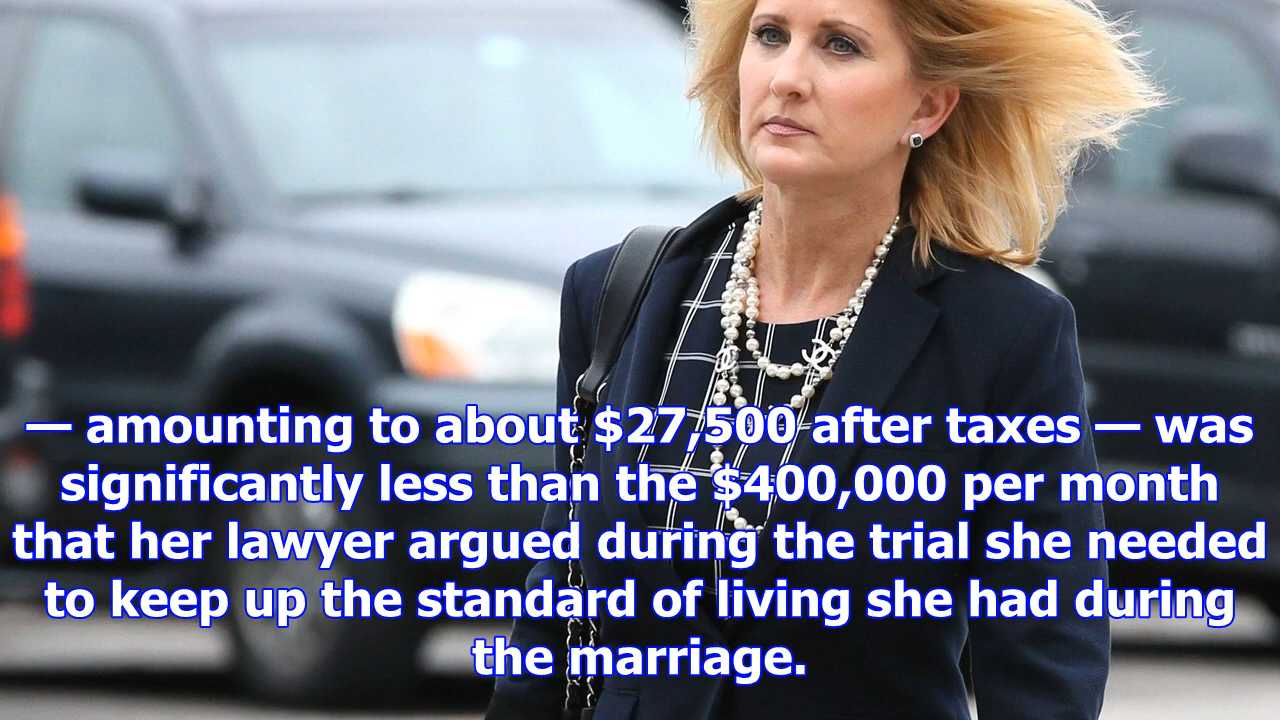 — amounting to about $27,500 after taxes — was
significantly less than the $400,000 per month
that her lawyer argued during the trial she needed
to keep up the standard of living she had during
the marriage.